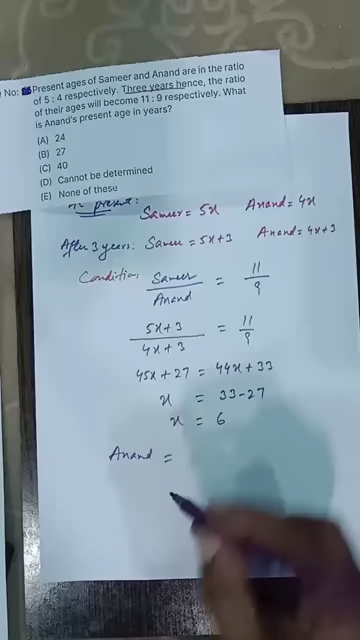 No: Present ages of Sameer and Anand are in the ratio
of 5 : 4 respectively. Three years hence, the ratio
of their ages will become 11 : 9 respectively. What
is Anand's present age in years?
(A) 24
(B) 27
(C) 40
(D) Cannot be determined
(E) None of these
At present:
Sameer = 5x Anand = 4x
After 3 years: Sameer = 5x+3 Anand = 4x+3
Condition: Sameer / Anand = 11 / 9
5x+3 / 4x+3 = 11 / 9
45x+27 = 44x+33
x = 33-27
x = 6
Anand =